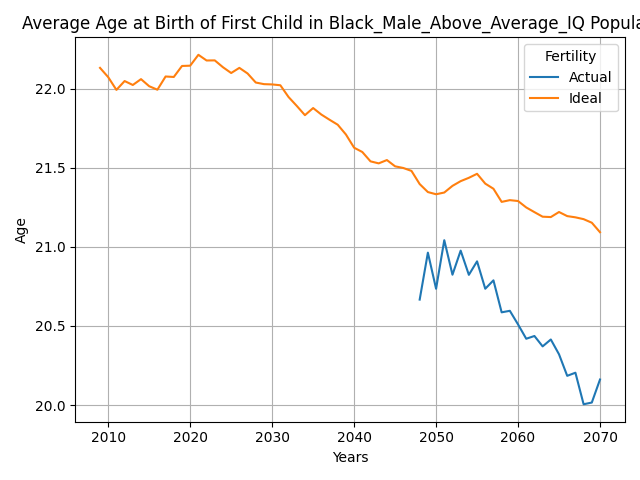 Average Age at Birth of First Child in Black_Male_Above_Average_IQ Popula
Fertility
Actual
Ideal
22.0
21.5
21.0
20.5
20.0
Age
2010 2020 2030 2040 2050 2060 2070
Years